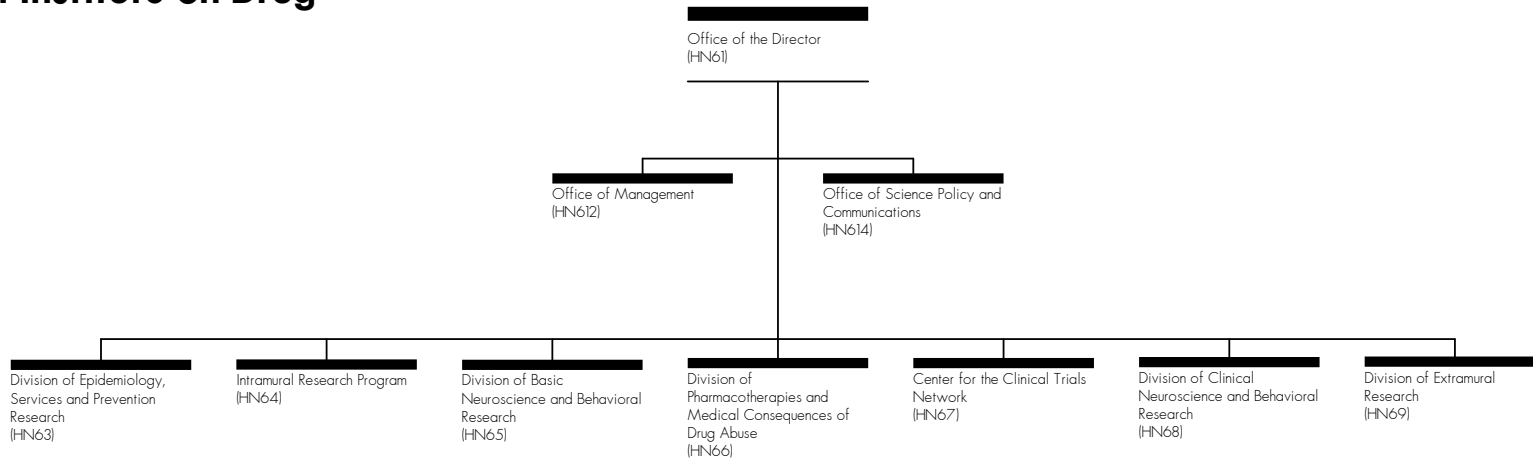 Office of the Director
(HN61)
Office of Management
(HN612)
Office of Science Policy and
Communications
(HN614)
Division of Epidemiology,
Services and Prevention
Research
(HN63)
Intramural Research Program
(HN64)
Division of Basic
Neuroscience and Behavioral
Research
(HN65)
Division of
Pharmacotherapies and
Medical Consequences of
Drug Abuse
(HN66)
Center for the Clinical Trials
Network
(HN67)
Division of Clinical
Neuroscience and Behavioral
Research
(HN68)
Division of Extramural
Research
(HN69)